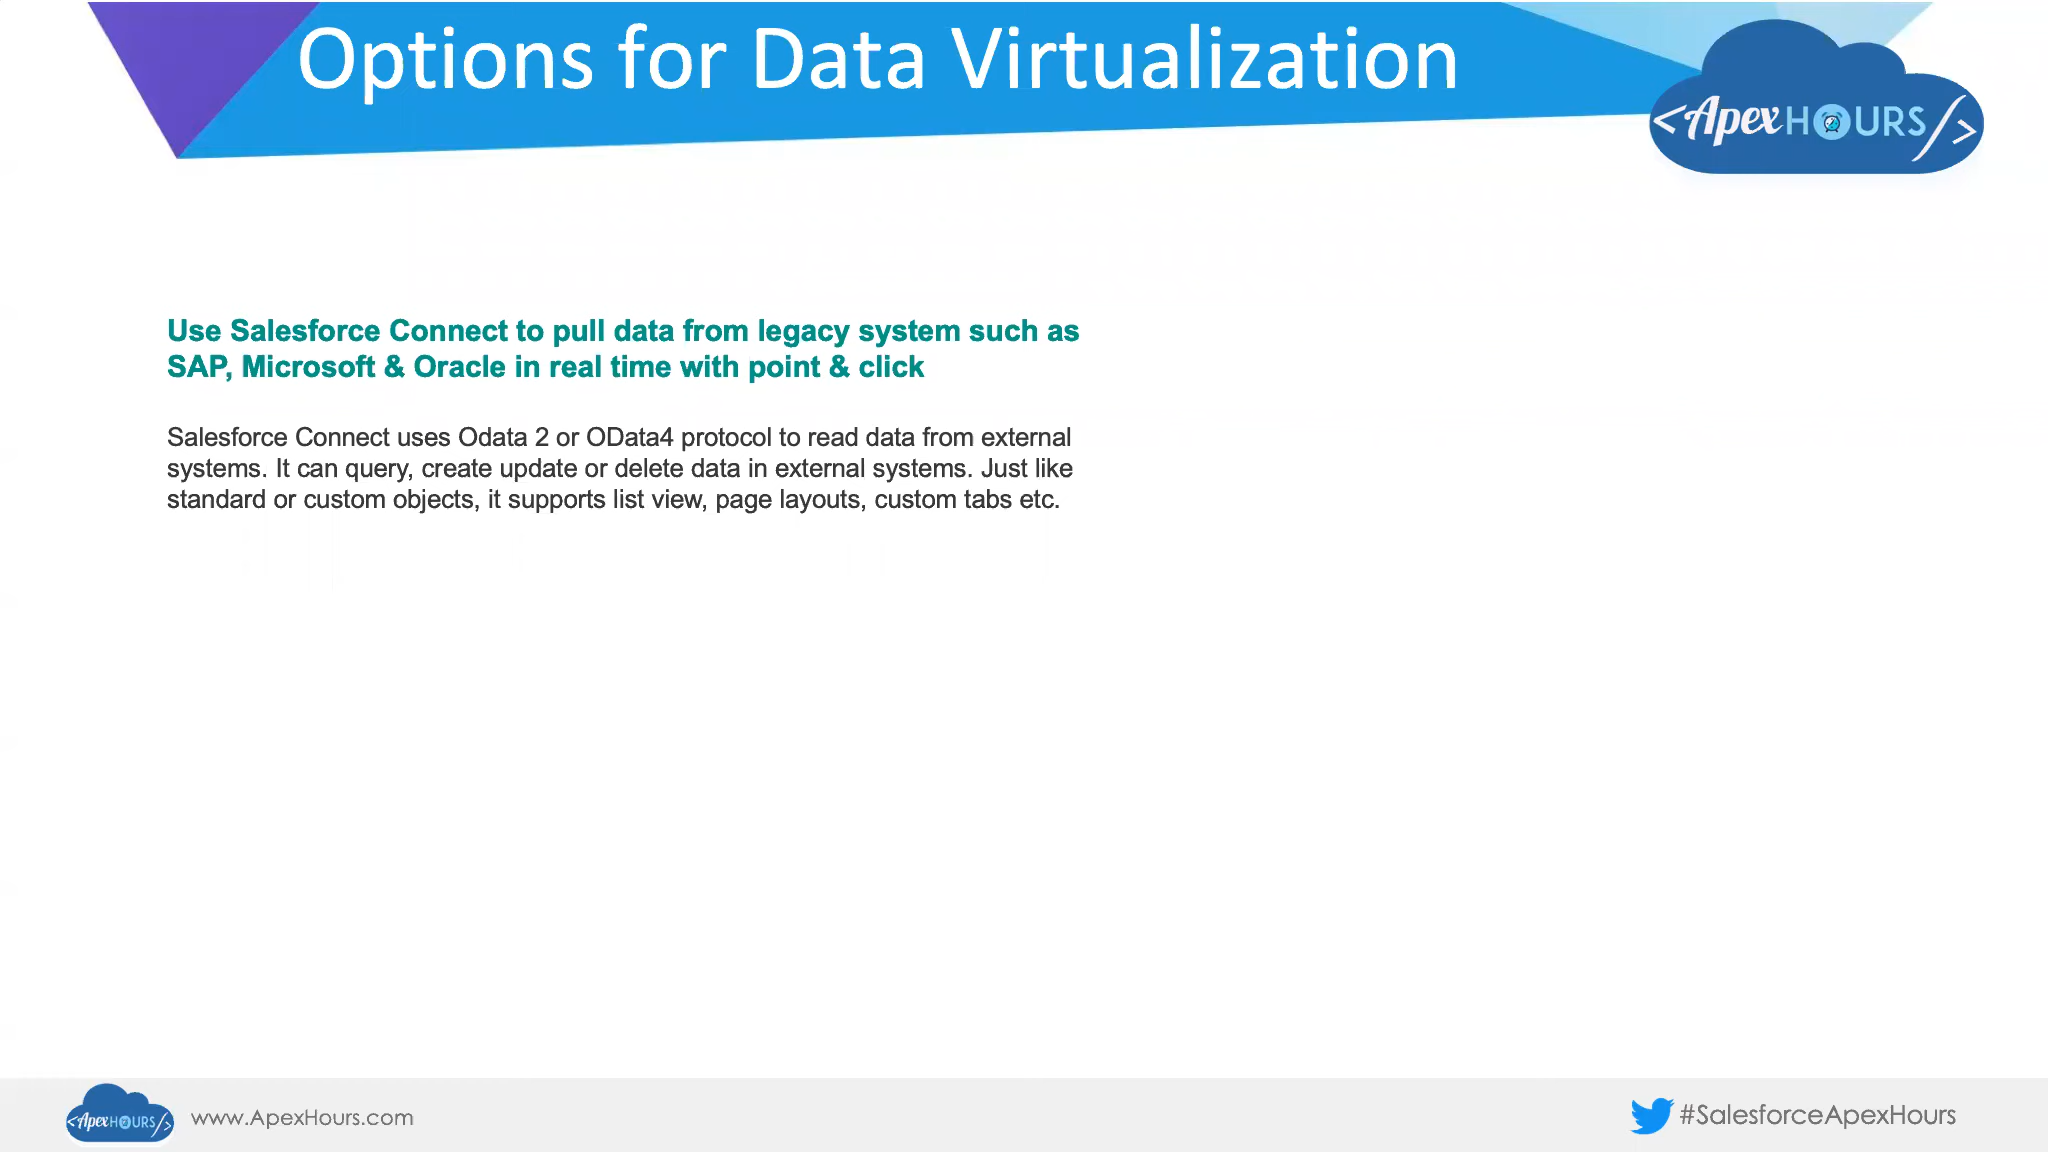 Options for Data Virtualization
<ApexHOURS/>
Use Salesforce Connect to pull data from legacy system such as
SAP, Microsoft & Oracle in real time with point & click
Salesforce Connect uses Odata 2 or OData4 protocol to read data from external
systems. It can query, create update or delete data in external systems. Just like
standard or custom objects, it supports list view, page layouts, custom tabs etc.
<ApexHOURS/>
www.ApexHours.com
#SalesforceApexHours